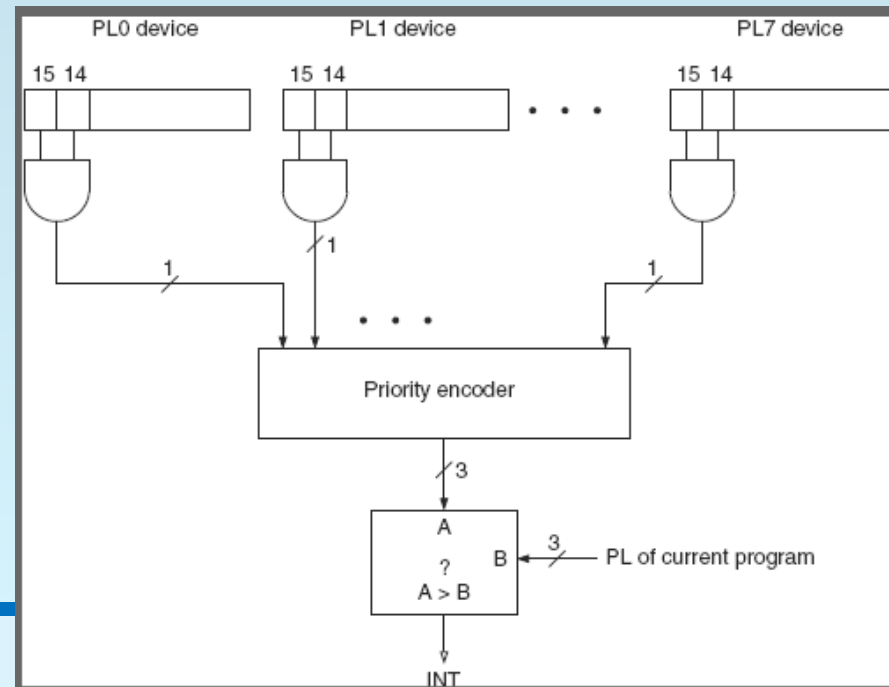 PL0 device PL1 device PL7 device
15 14 15 14 15 14
• • •
1
1 1
• • •
Priority encoder
3
A
3
B PL of current program
?
A > B
INT